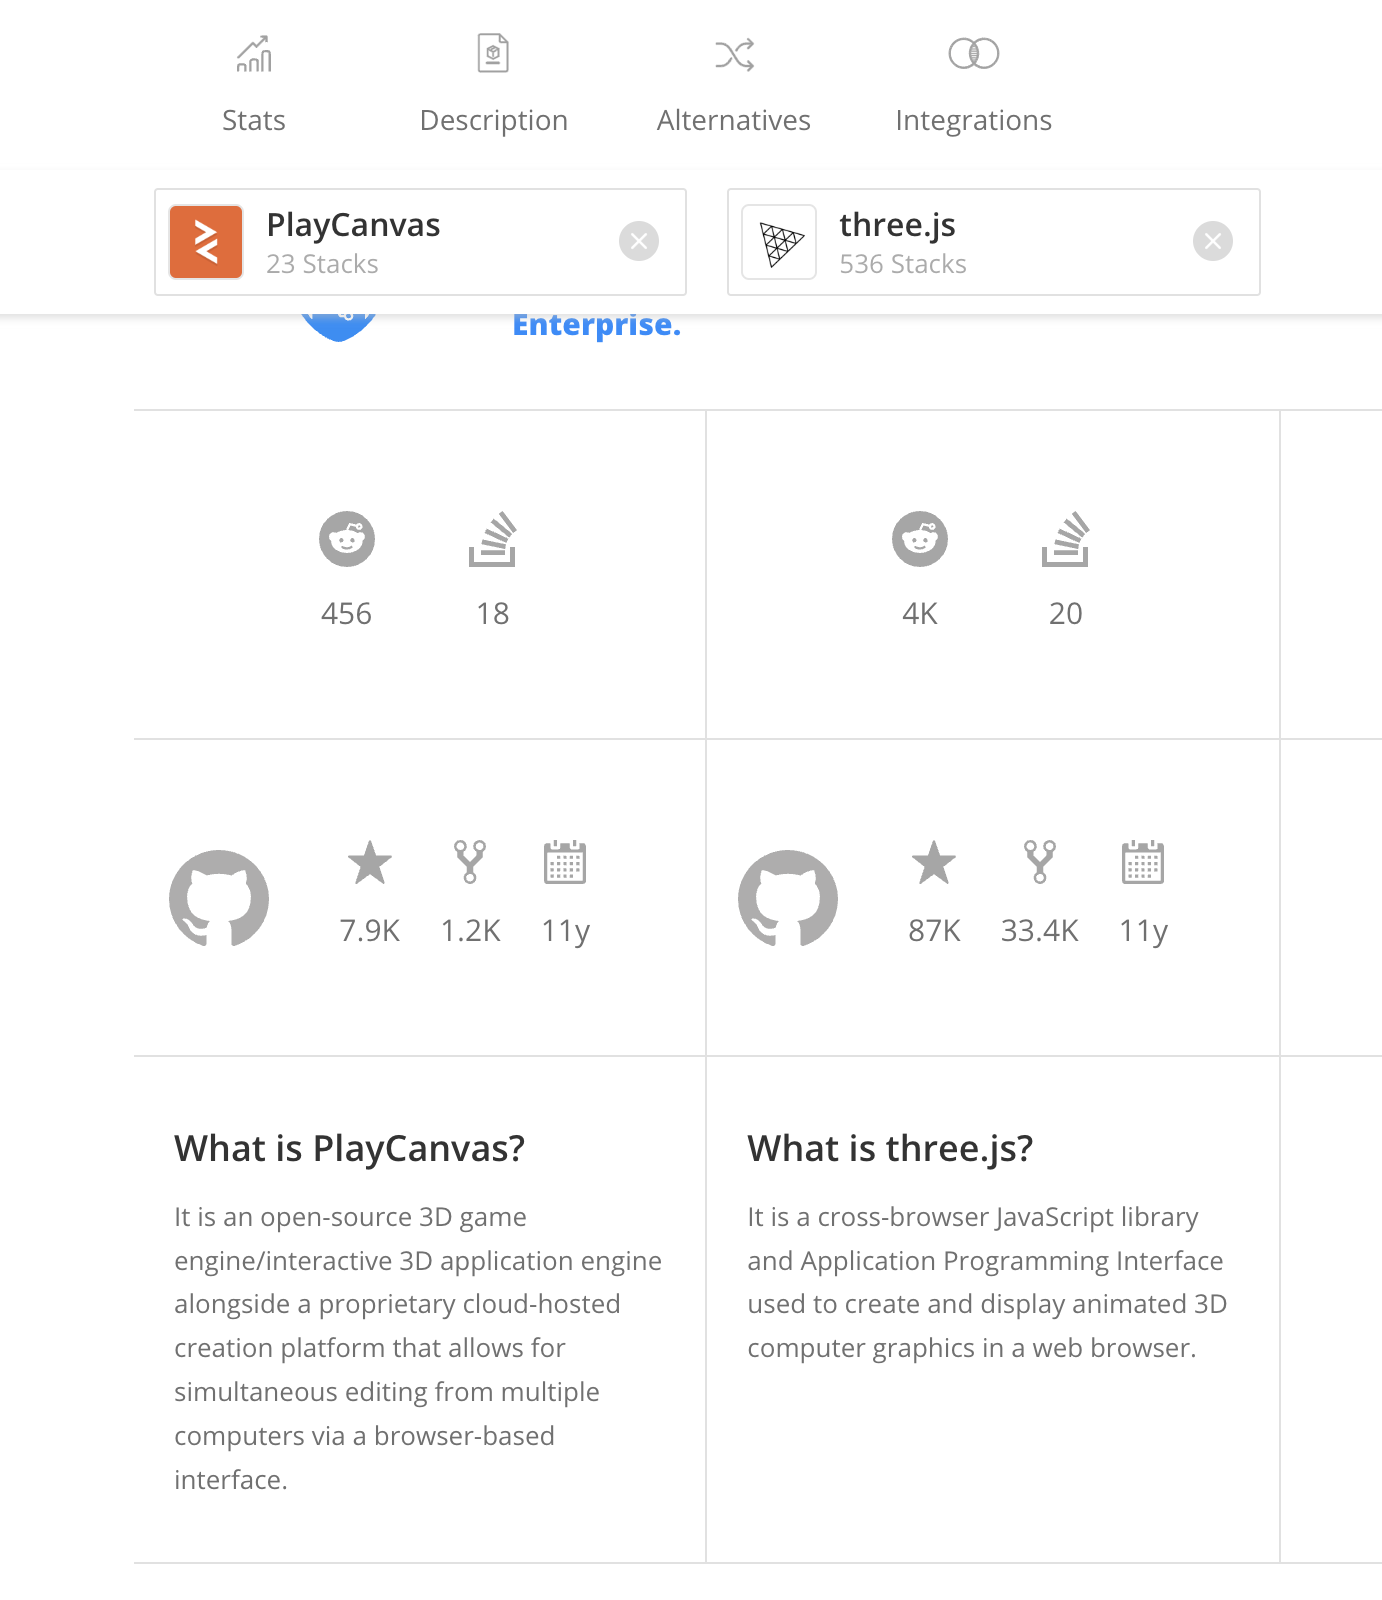 Stats
Description
Alternatives
Integrations
PlayCanvas
23 Stacks
three.js
536 Stacks
Enterprise.
456
18
4K
20
7.9K
1.2K
11y
87K
33.4K
11y
What is PlayCanvas?
It is an open-source 3D game
engine/interactive 3D application engine
alongside a proprietary cloud-hosted
creation platform that allows for
simultaneous editing from multiple
computers via a browser-based
interface.
What is three.js?
It is a cross-browser JavaScript library
and Application Programming Interface
used to create and display animated 3D
computer graphics in a web browser.